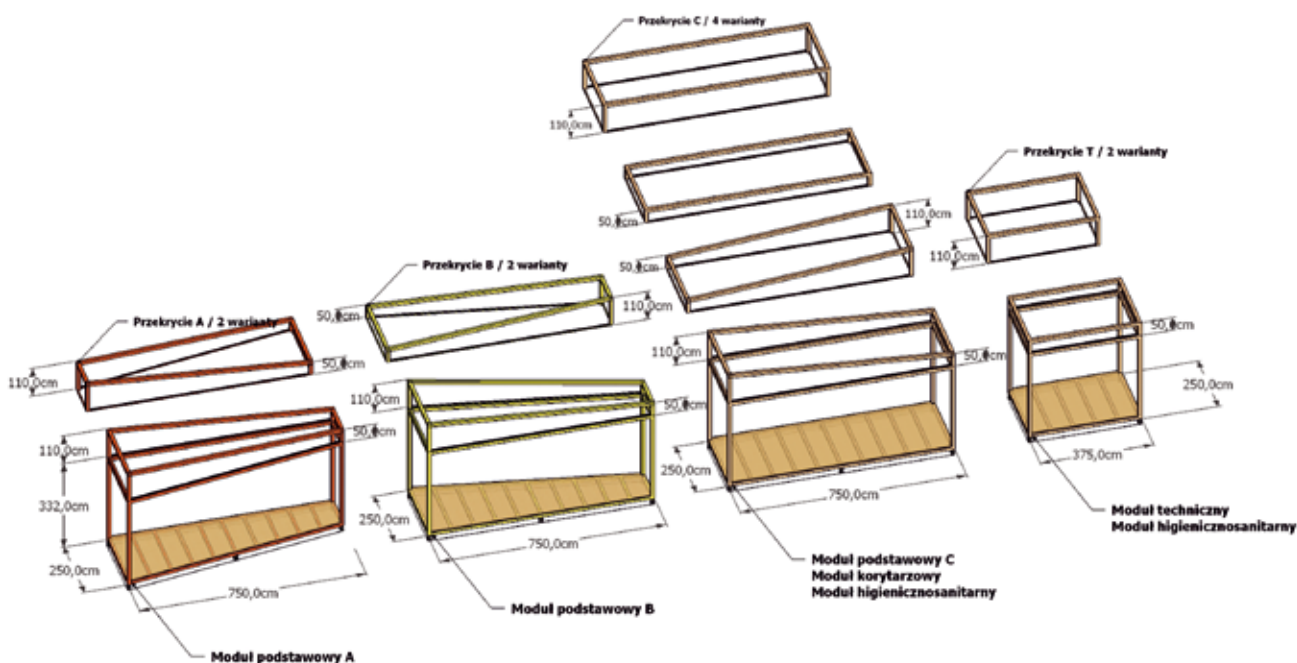 Przekrycie C / 4 warianty
110,0cm
Przekrycie T / 2 warianty
50,0cm
110,0cm
110,0cm
50,0cm
Przekrycie B / 2 warianty
50,0cm
110,0cm
Przekrycie A / 2 warianty
50,0cm
110,0cm
110,0cm
50,0cm
50,0cm
110,0cm
50,0cm
250,0cm
110,0cm
50,0cm
332,0cm
250,0cm
375,0cm
250,0cm
750,0cm
250,0cm
750,0cm
750,0cm
Moduł techniczny
Moduł higienicznosanitarny
Moduł podstawowy C
Moduł korytarzowy
Moduł higienicznosanitarny
Moduł podstawowy B
Moduł podstawowy A